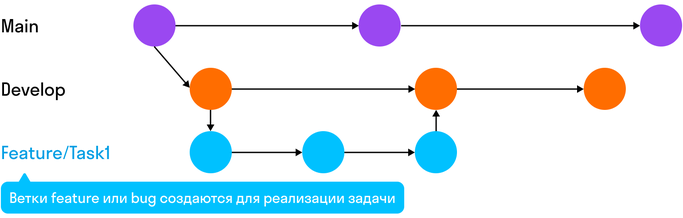 Main
Develop
Feature/Task1
Ветки feature или bug создаются для реализации задачи